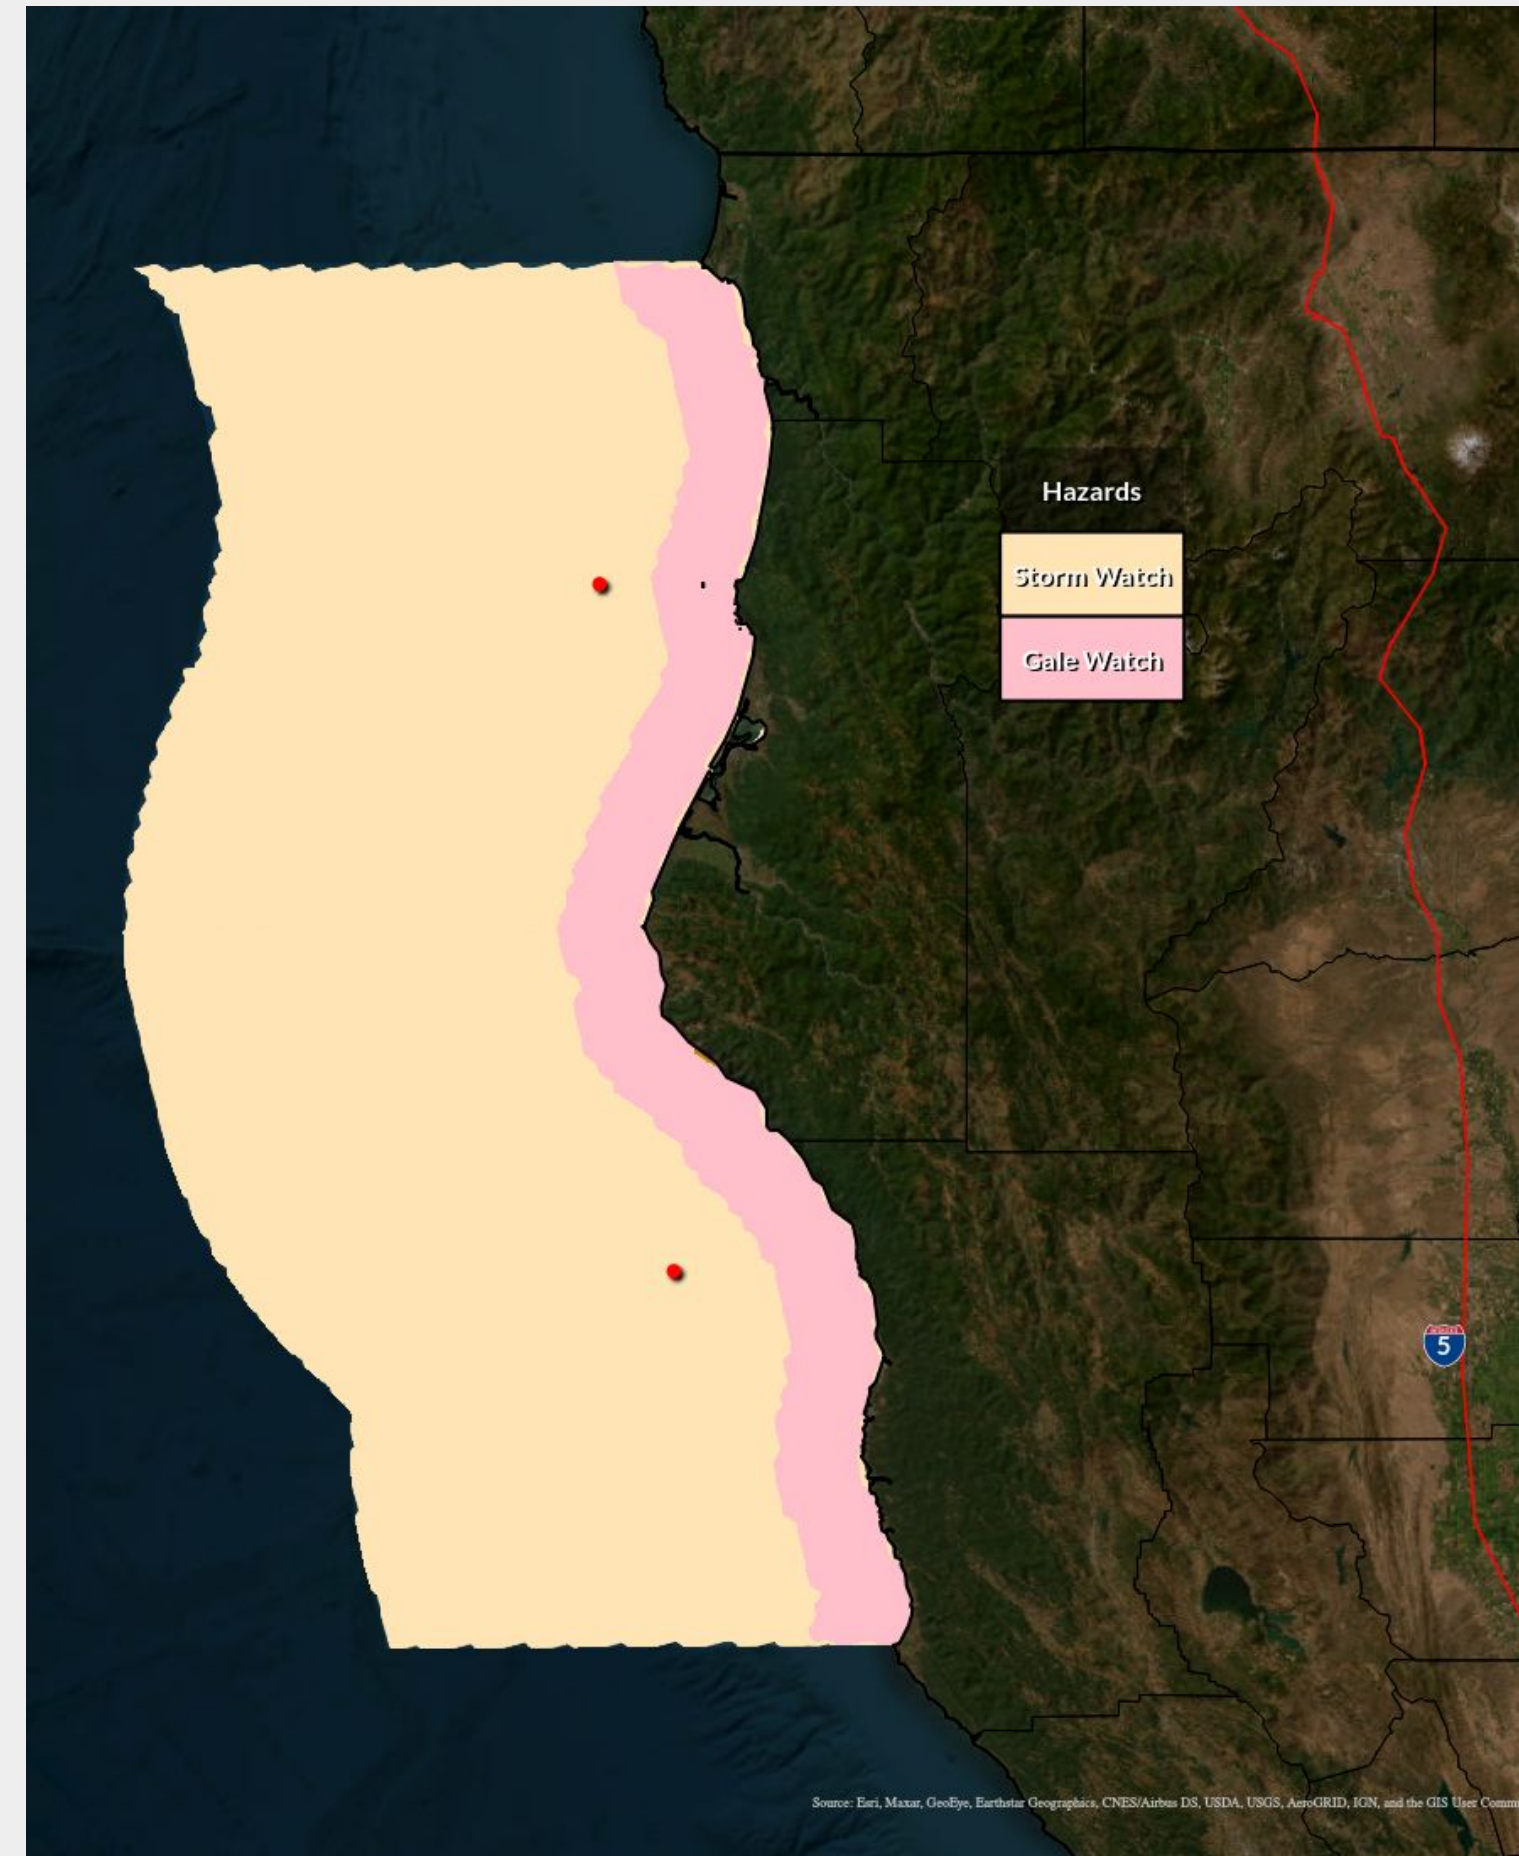 Hazards
Storm Watch
Gale Watch
5
Source: Esri, Maxar, GeoEye, Earthstar Geographics, CNES/Airbus DS, USDA, USGS, AeroGRID, IGN, and the GIS User Comm